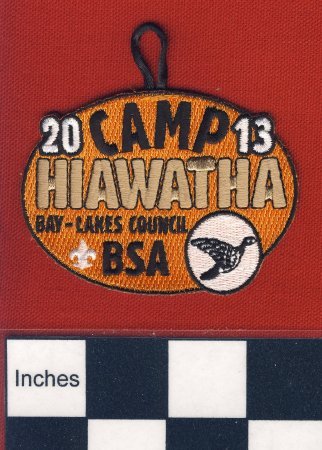 20 CAMP 13
HIAWATHA
BAY-LAKES COUNCIL
BSA
Inches